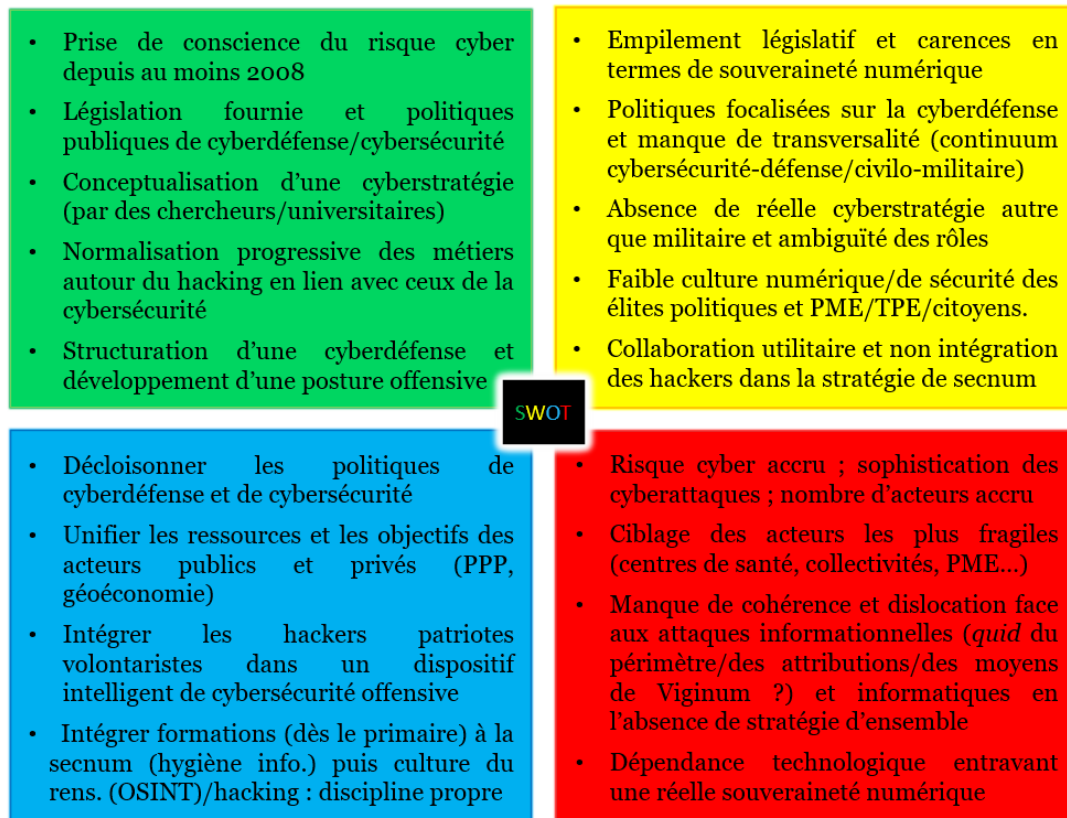 • Prise de conscience du risque cyber
depuis au moins 2008
• Législation fournie et politiques
publiques de cyberdéfense/cybersécurité
• Conceptualisation d’une cyberstratégie
(par des chercheurs/universitaires)
• Normalisation progressive des métiers
autour du hacking en lien avec ceux de la
cybersécurité
• Structuration d’une cyberdéfense et
développement d’une posture offensive
• Empilement législatif et carences en
termes de souveraineté numérique
• Politiques focalisées sur la cyberdéfense
et manque de transversalité (continuum
cybersécurité-défense/civilo-militaire)
• Absence de réelle cyberstratégie autre
que militaire et ambiguïté des rôles
• Faible culture numérique/de sécurité des
élites politiques et PME/TPE/citoyens.
• Collaboration utilitaire et non intégration
des hackers dans la stratégie de secnum
SWOT
• Décloisonner les politiques de
cyberdéfense et de cybersécurité
• Unifier les ressources et les objectifs des
acteurs publics et privés (PPP,
géoéconomie)
• Intégrer les hackers patriotes
volontaristes dans un dispositif
intelligent de cybersécurité offensive
• Intégrer formations (dès le primaire) à la
secnum (hygiène info.) puis culture du
rens. (OSINT)/hacking : discipline propre
• Risque cyber accru ; sophistication des
cyberattaques ; nombre d’acteurs accru
• Ciblage des acteurs les plus fragiles
(centres de santé, collectivités, PME…)
• Manque de cohérence et dislocation face
aux attaques informationnelles (quid du
périmètre/des attributions/des moyens
de Viginum ?) et informatiques en
l’absence de stratégie d’ensemble
• Dépendance technologique entravant
une réelle souveraineté numérique